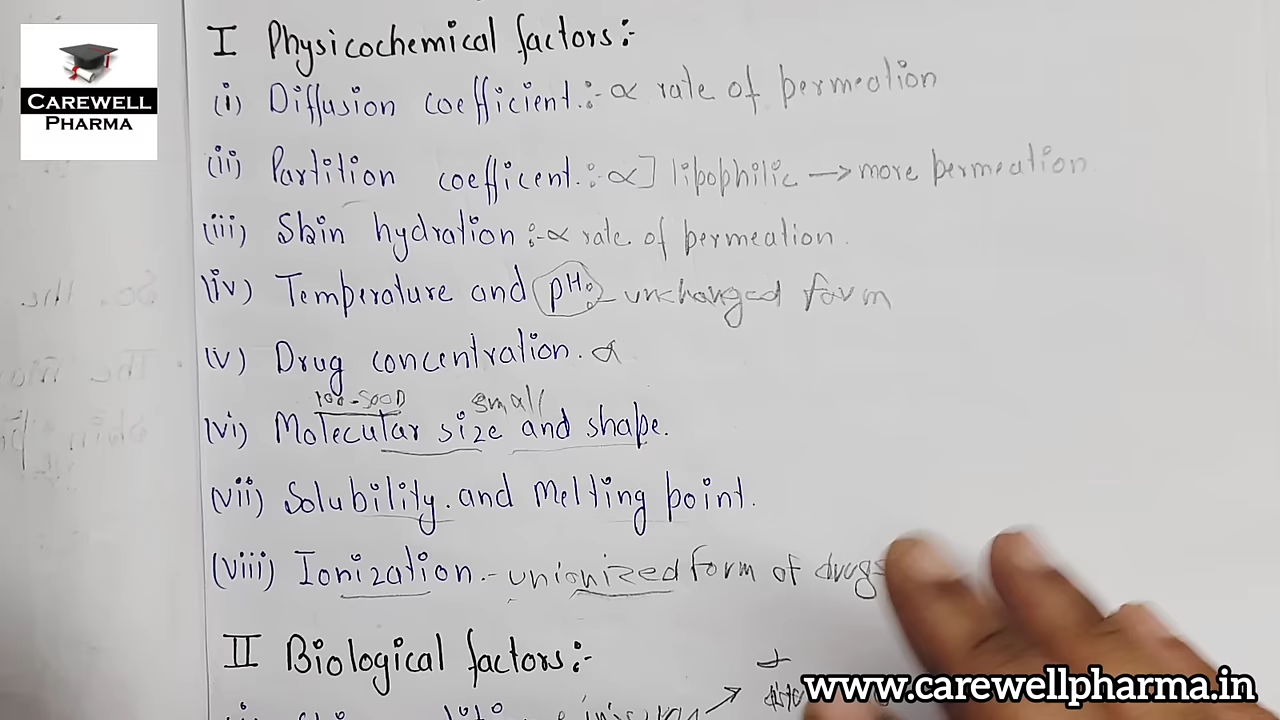 CAREWELL
PHARMA
I Physicochemical factors:-
(i) Diffusion coefficient:- ∝ rate of permeation
(ii) Partition coefficent:- ∝] lipophilic → more permeation
(iii) Skin hydration:- ∝ rate of permeation.
(iv) Temperature and pH:- unchanged form
(v) Drug concentration. ∝
100-500D small
(vi) Molecular size and shape.
(vii) Solubility and Melting point.
(viii) Ionization.- unionized form of drugs
II Biological factors:-
www.carewellpharma.in